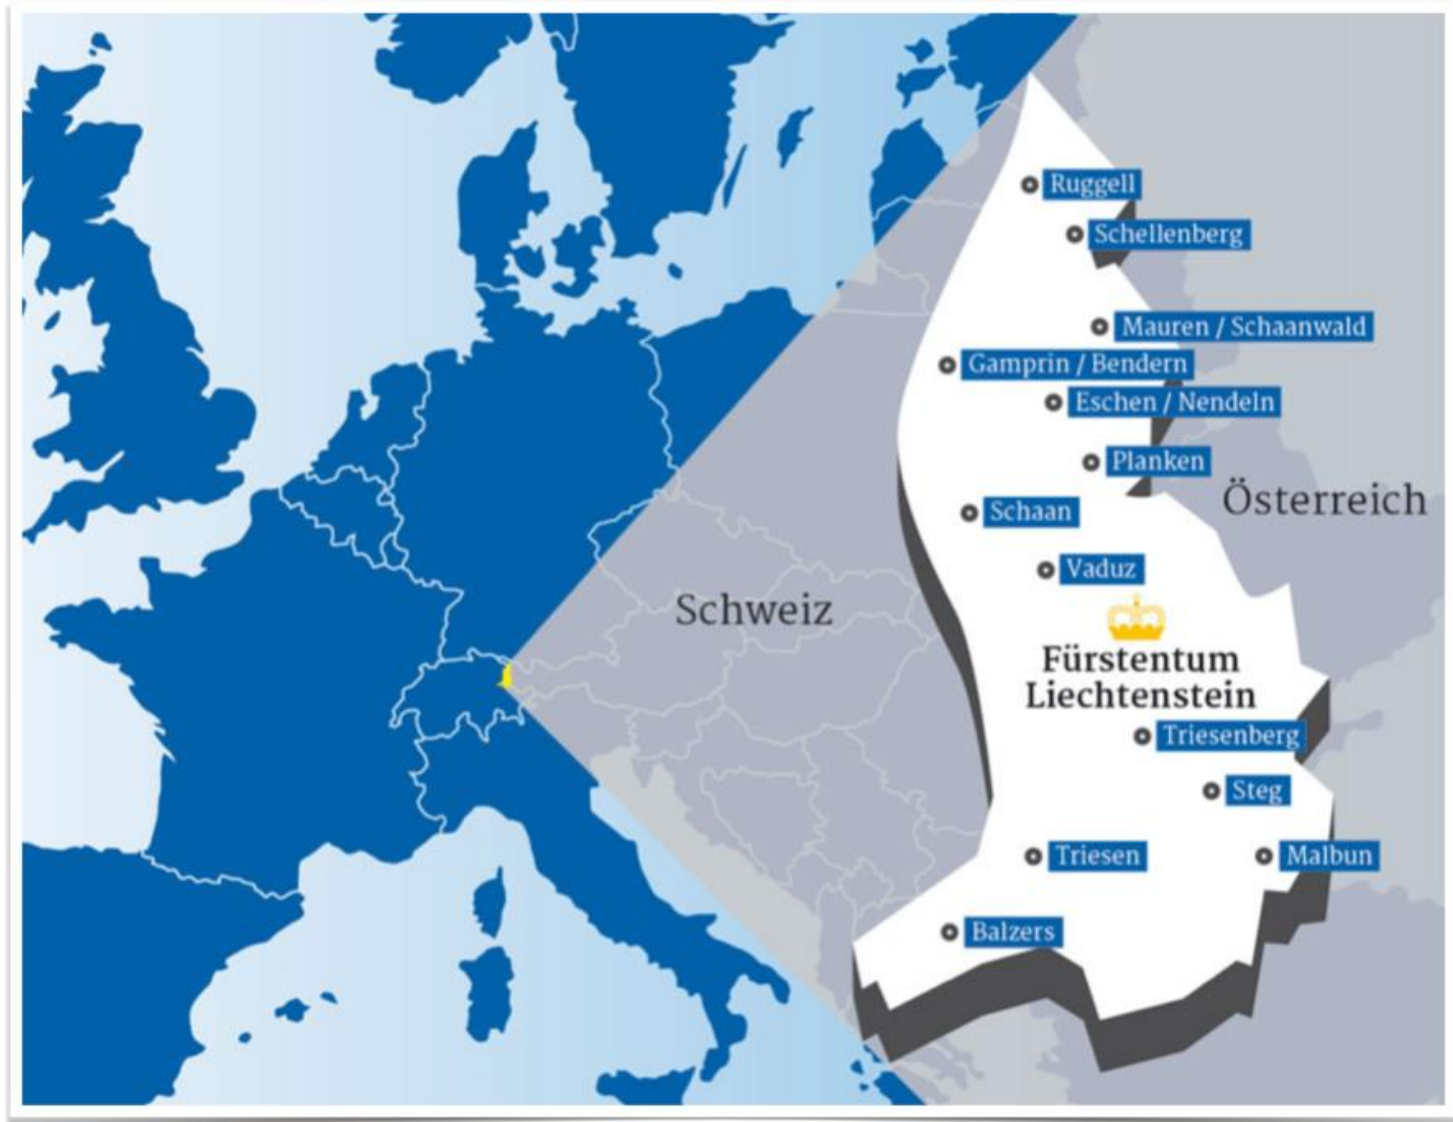 Ruggell
Schellenberg
Mauren / Schaanwald
Gamprin / Bendern
Eschen / Nendeln
Planken
Österreich
Schaan
Vaduz
Schweiz
Fürstentum
Liechtenstein
Triesenberg
Steg
Triesen
Malbun
Balzers